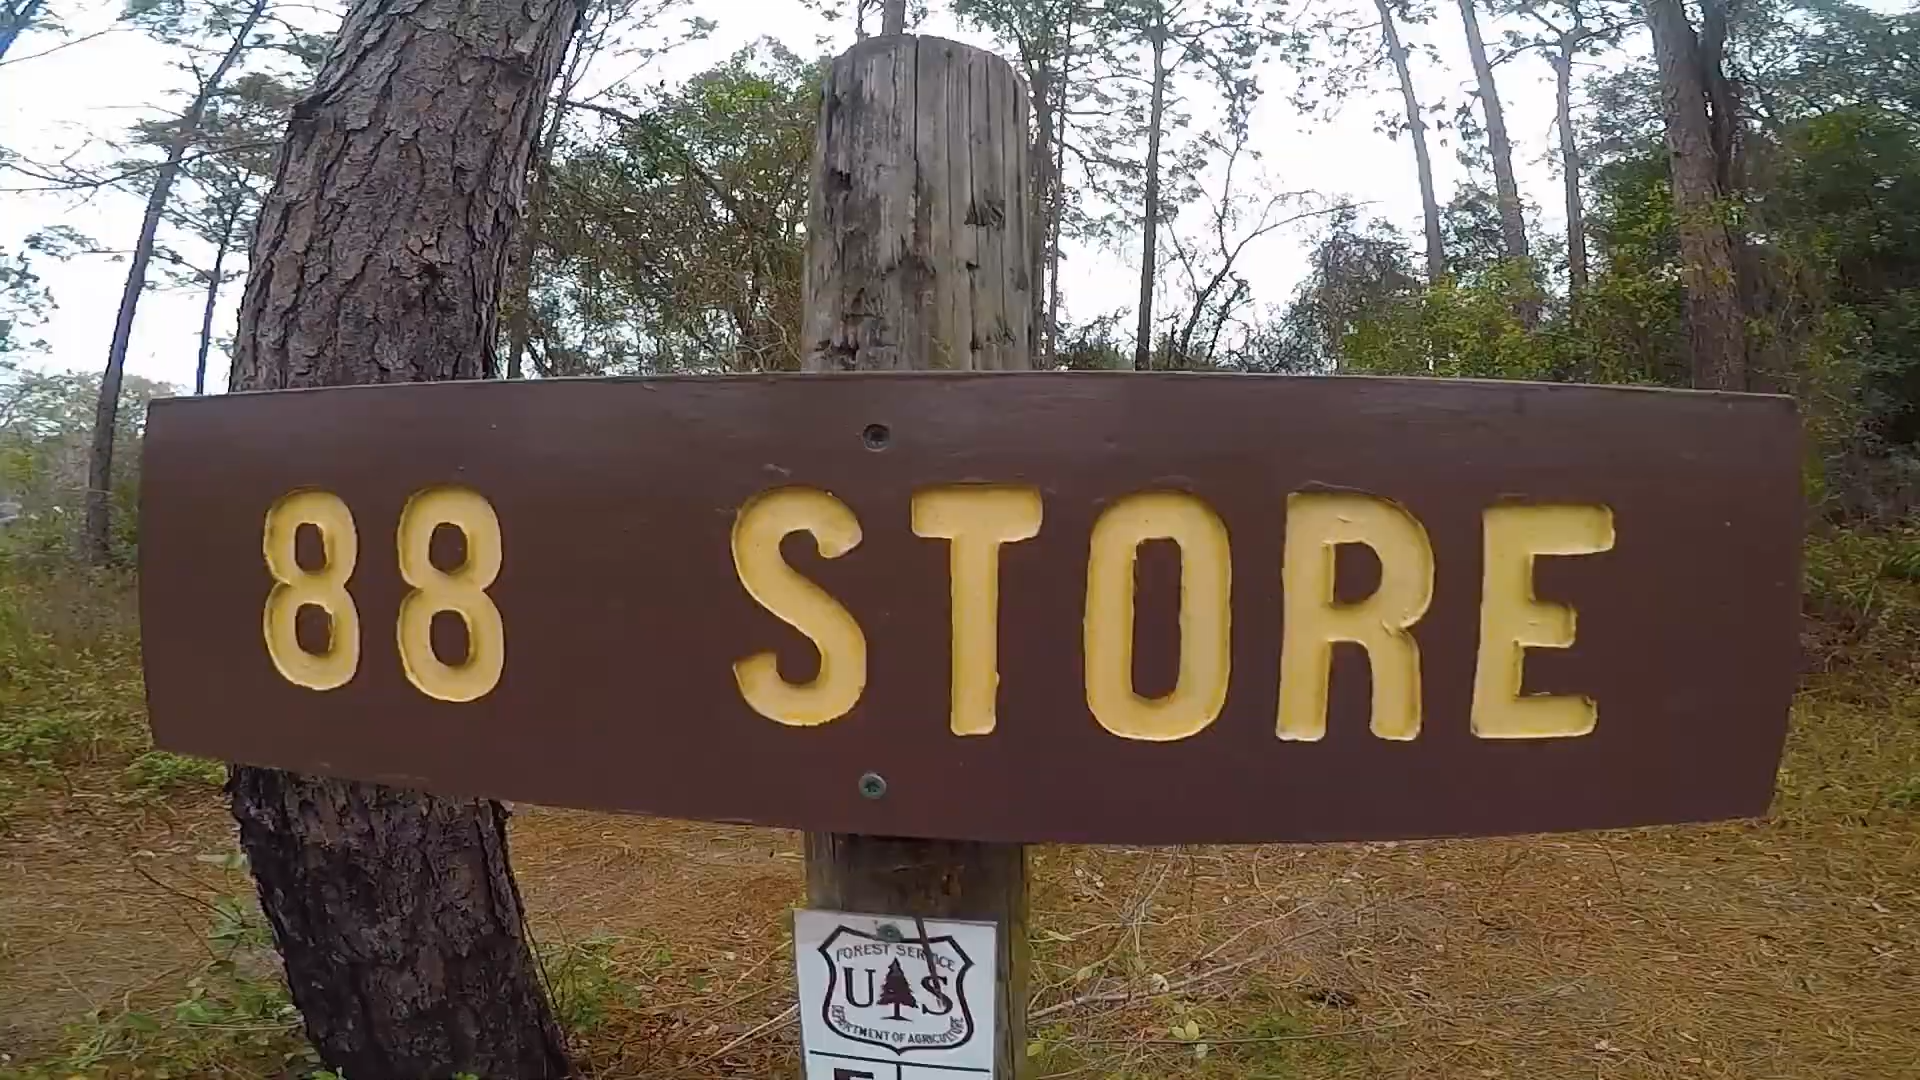 88 STORE
FOREST SERVICE
U S
DEPARTMENT OF AGRICULTURE